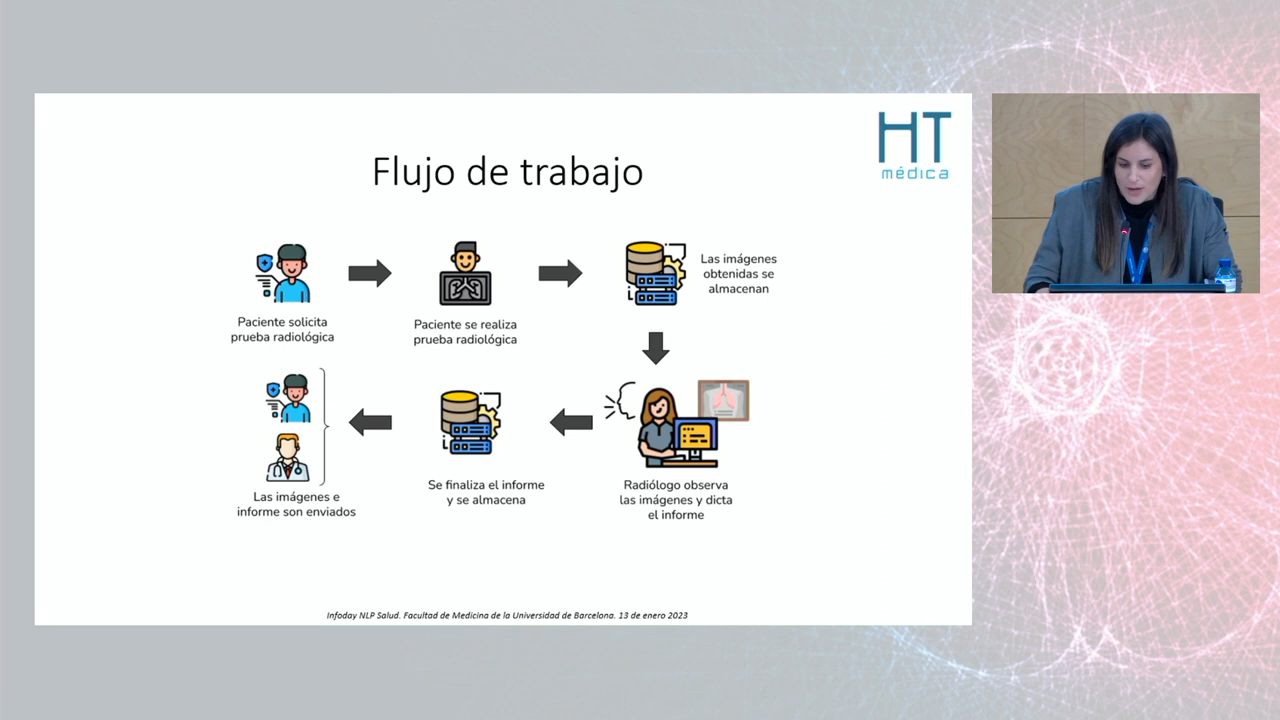 HT
médica
Flujo de trabajo
Paciente solicita
prueba radiológica
Paciente se realiza
prueba radiológica
Las imágenes
obtenidas se
almacenan
Radiólogo observa
las imágenes y dicta
el informe
Se finaliza el informe
y se almacena
Las imágenes e
informe son enviados
Infoday NLP Salud. Facultad de Medicina de la Universidad de Barcelona. 13 de enero 2023